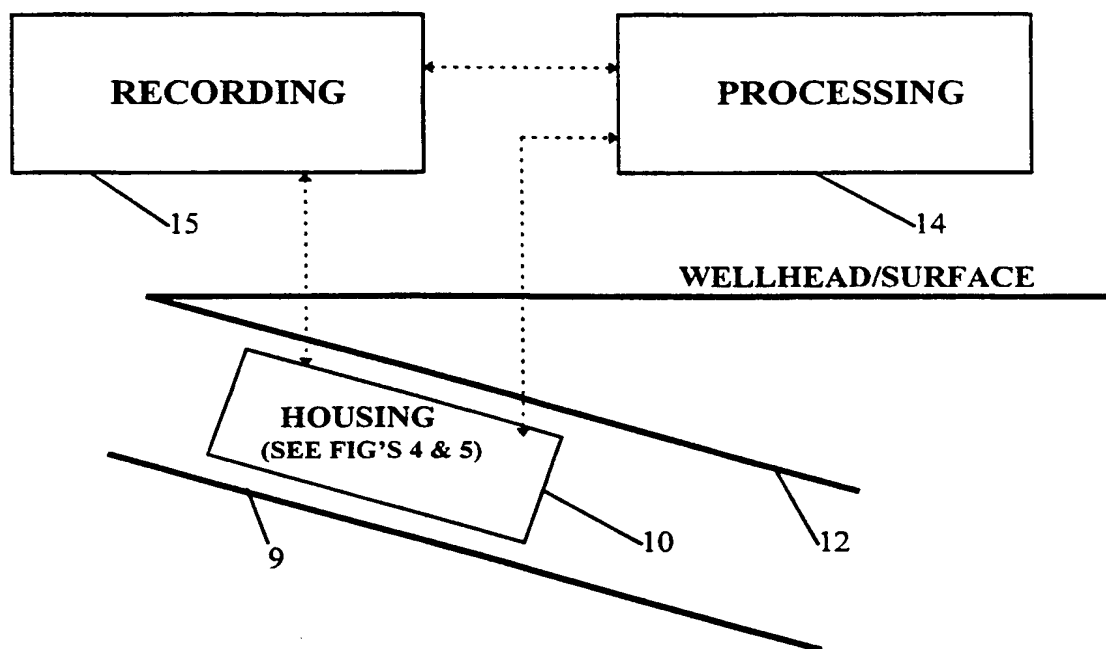 RECORDING
PROCESSING
15
14
WELLHEAD/SURFACE
HOUSING
(SEE FIG'S 4 & 5)
9
10
12